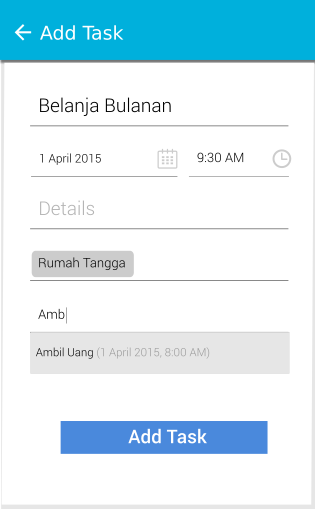 Add Task
Belanja Bulanan
1 April 2015 9:30 AM
Details
Rumah Tangga
Amb
Ambil Uang (1 April 2015, 8:00 AM)
Add Task